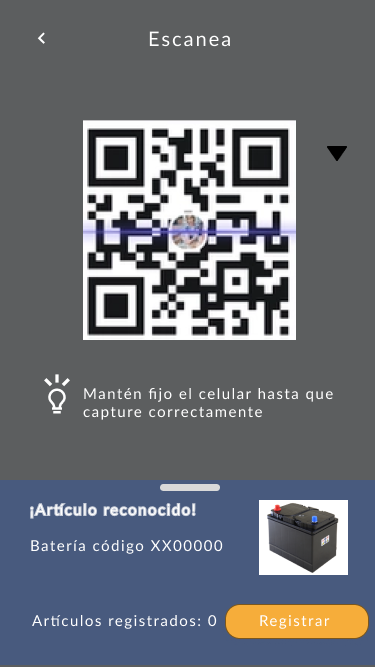 Escanea
Mantén fijo el celular hasta que
capture correctamente
¡Artículo reconocido!
Batería código XX00000
Artículos registrados: 0
Registrar